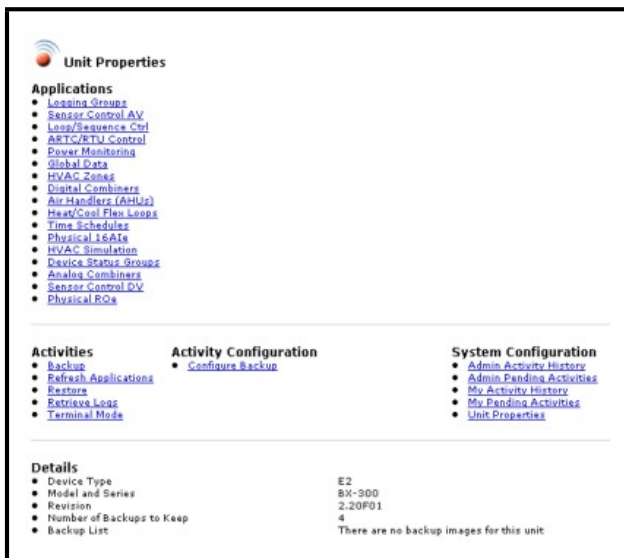 Unit Properties
Applications
Logging Groups
Sensor Control AV
Loop/Sequence Ctrl
ARTC/RTU Control
Power Monitoring
Global Data
HVAC Zones
Digital Combiners
Air Handlers (AHUs)
Heat/Cool Flex Loops
Time Schedules
Physical 16AIe
HVAC Simulation
Device Status Groups
Analog Combiners
Sensor Control DV
Physical ROe
Activities
Backup
Refresh Applications
Restore
Retrieve Logs
Terminal Mode
Activity Configuration
Configure Backup
System Configuration
Admin Activity History
Admin Pending Activities
My Activity History
My Pending Activities
Unit Properties
Details
Device Type E2
Model and Series BX-300
Revision 2.20F01
Number of Backups to Keep 4
Backup List There are no backup images for this unit